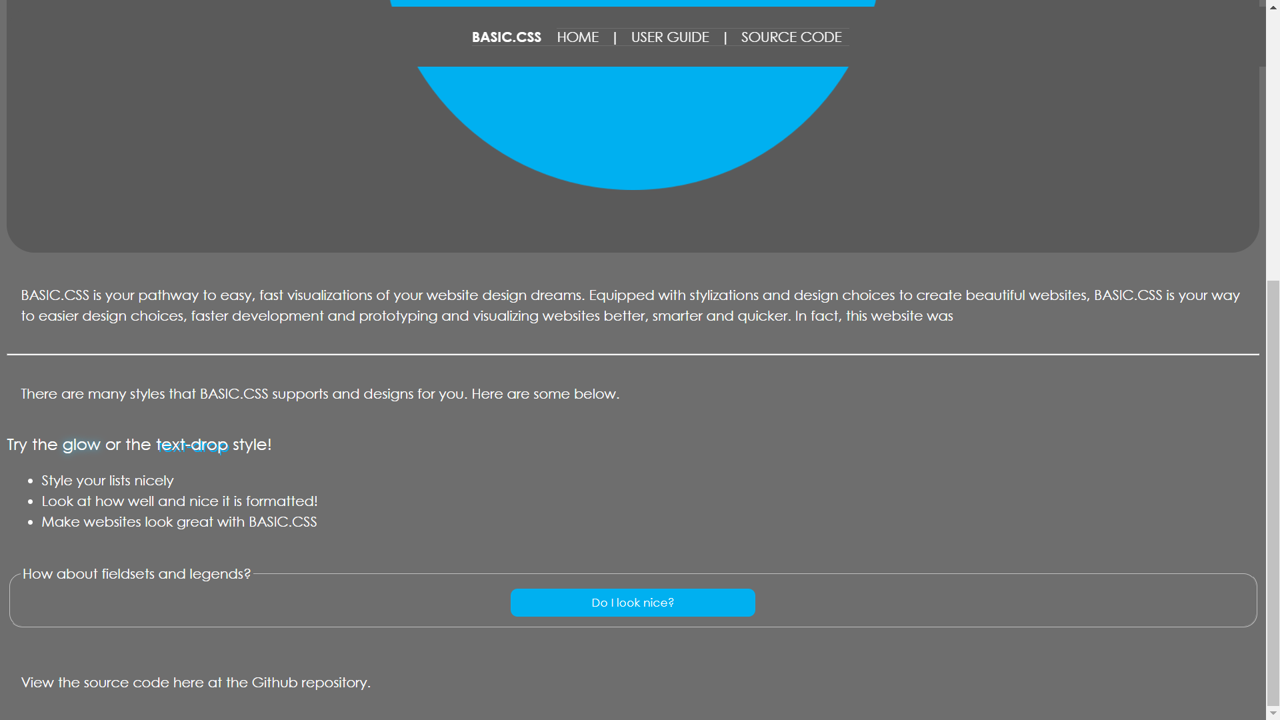 BASIC.CSS HOME | USER GUIDE | SOURCE CODE
BASIC.CSS is your pathway to easy, fast visualizations of your website design dreams. Equipped with stylizations and design choices to create beautiful websites, BASIC.CSS is your way
to easier design choices, faster development and prototyping and visualizing websites better, smarter and quicker. In fact, this website was
There are many styles that BASIC.CSS supports and designs for you. Here are some below.
Try the glow or the text-drop style!
• Style your lists nicely
• Look at how well and nice it is formatted!
• Make websites look great with BASIC.CSS
How about fieldsets and legends?
Do I look nice?
View the source code here at the Github repository.